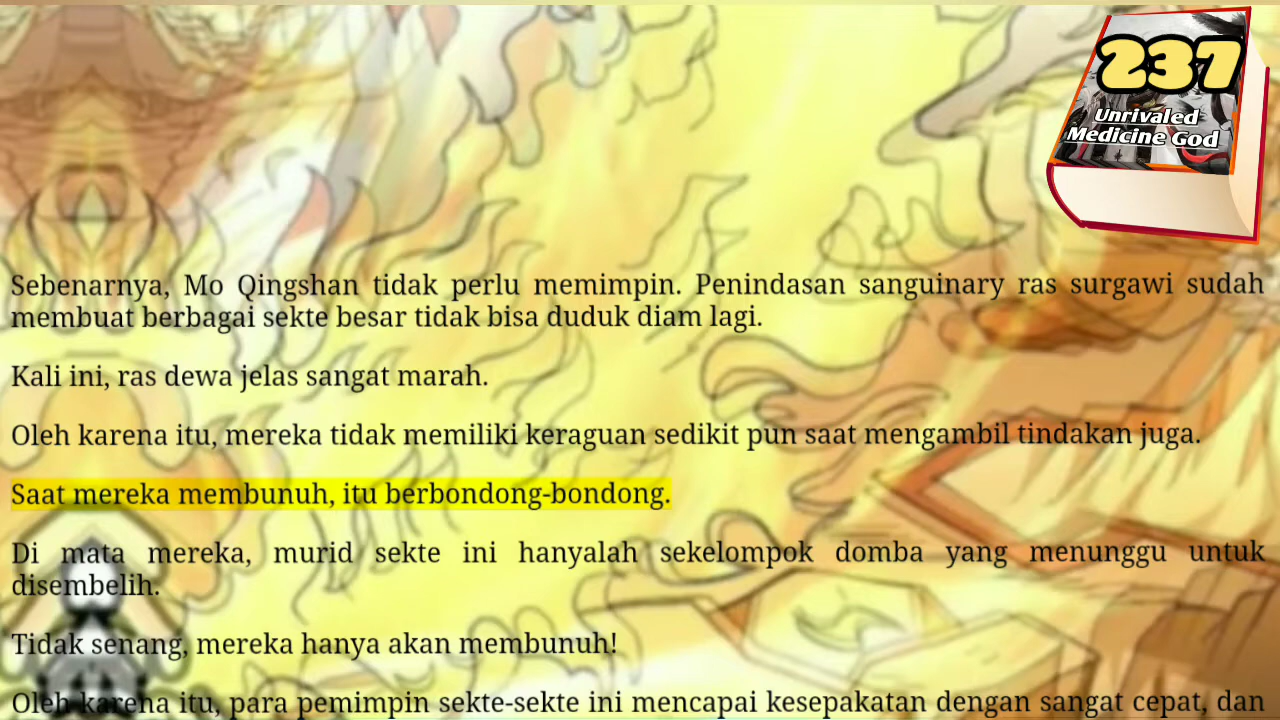 237
Unrivaled
Medicine God
Sebenarnya, Mo Qingshan tidak perlu memimpin. Penindasan sanguinary ras surgawi sudah
membuat berbagai sekte besar tidak bisa duduk diam lagi.
Kali ini, ras dewa jelas sangat marah.
Oleh karena itu, mereka tidak memiliki keraguan sedikit pun saat mengambil tindakan juga.
Saat mereka membunuh, itu berbondong-bondong.
Di mata mereka, murid sekte ini hanyalah sekelompok domba yang menunggu untuk
disembelih.
Tidak senang, mereka hanya akan membunuh!
Oleh karena itu, para pemimpin sekte-sekte ini mencapai kesepakatan dengan sangat cepat, dan